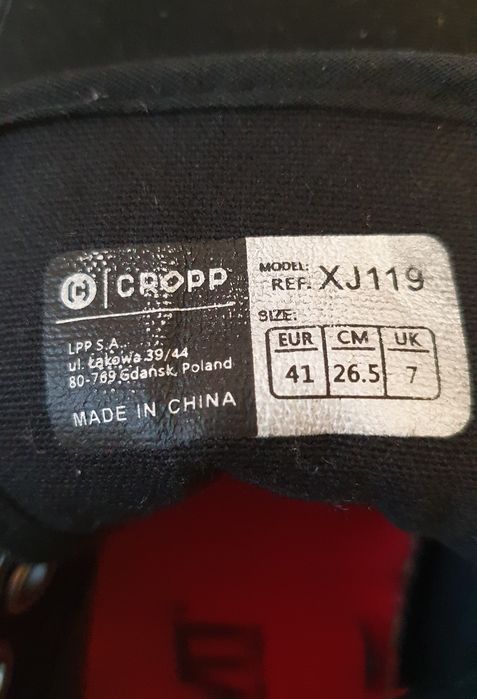 © CROPP
LPP S.A.
ul. Łąkowa 39/44
80-769 Gdańsk, Poland
MADE IN CHINA
MODEL:
REF. XJ119
SIZE:
EUR CM UK
41 26.5 7